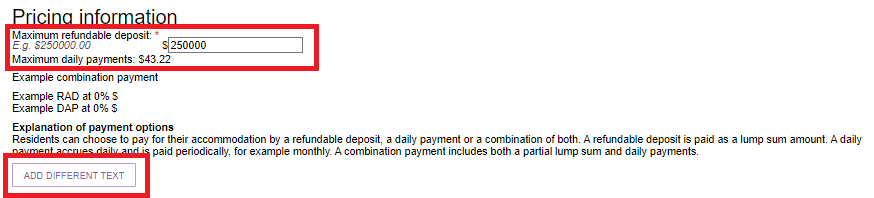 Pricing information
Maximum refundable deposit: *
E.g. $250000.00 $ 250000
Maximum daily payments: $43.22
Example combination payment
Example RAD at 0% $
Example DAP at 0% $
Explanation of payment options
Residents can choose to pay for their accommodation by a refundable deposit, a daily payment or a combination of both. A refundable deposit is paid as a lump sum amount. A daily
payment accrues daily and is paid periodically, for example monthly. A combination payment includes both a partial lump sum and daily payments.
ADD DIFFERENT TEXT